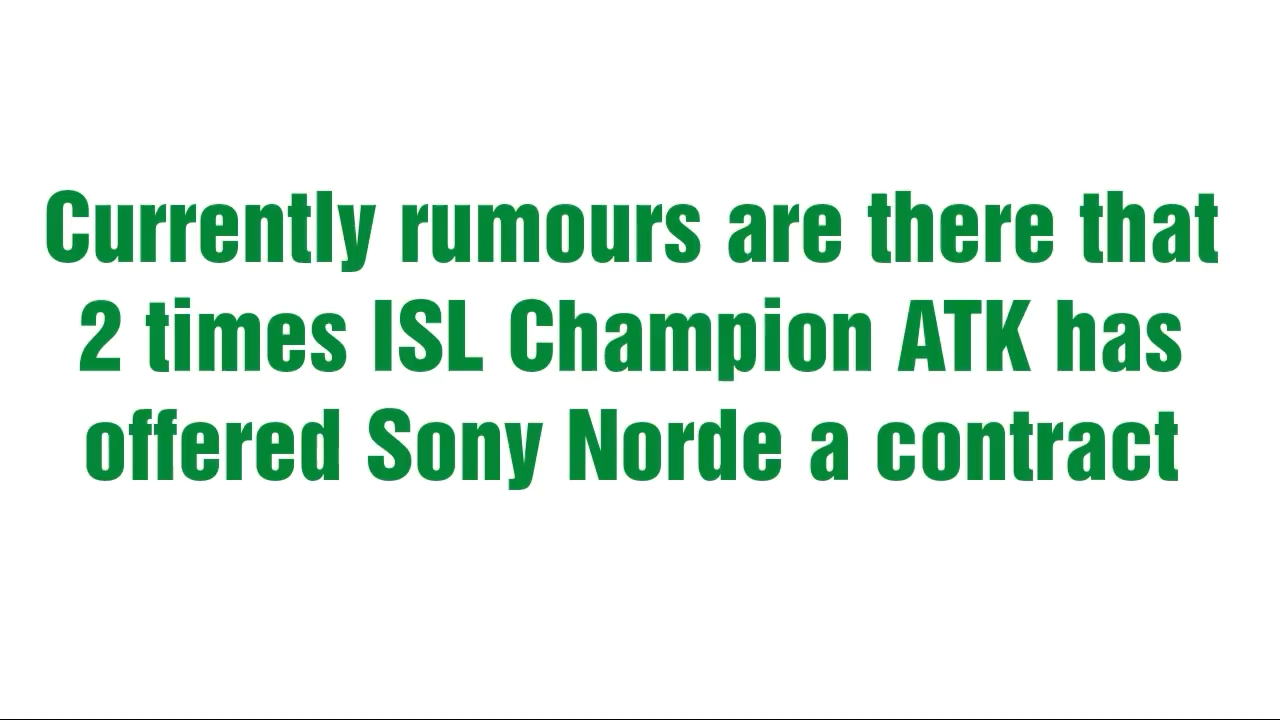 Currently rumours are there that
2 times ISL Champion ATK has
offered Sony Norde a contract